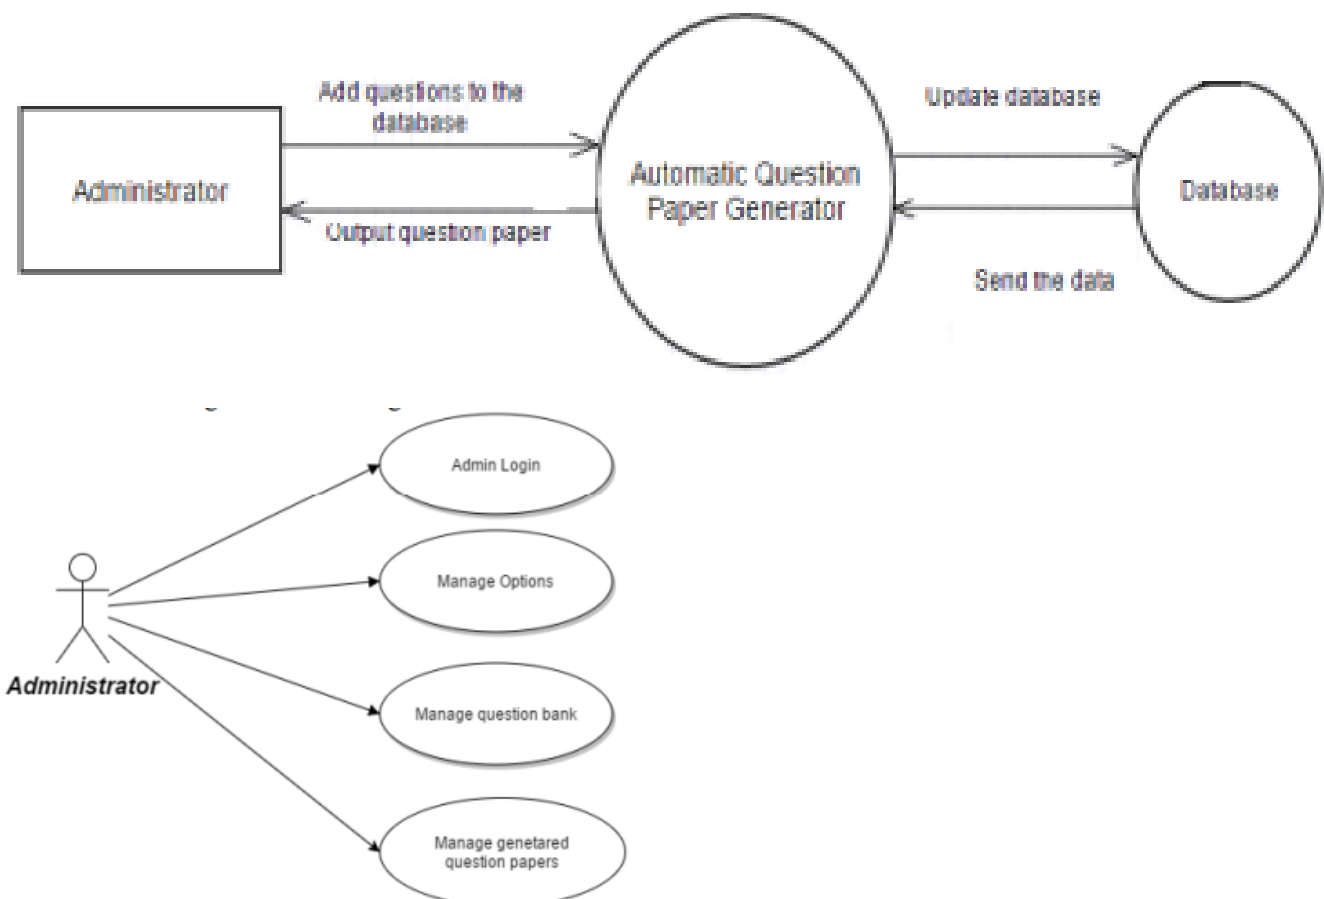 Add questions to the
database
Update database
Administrator
Automatic Question
Paper Generator
Database
Output question paper
Send the data
Admin Login
Manage Options
Administrator
Manage question bank
Manage genetared
question papers